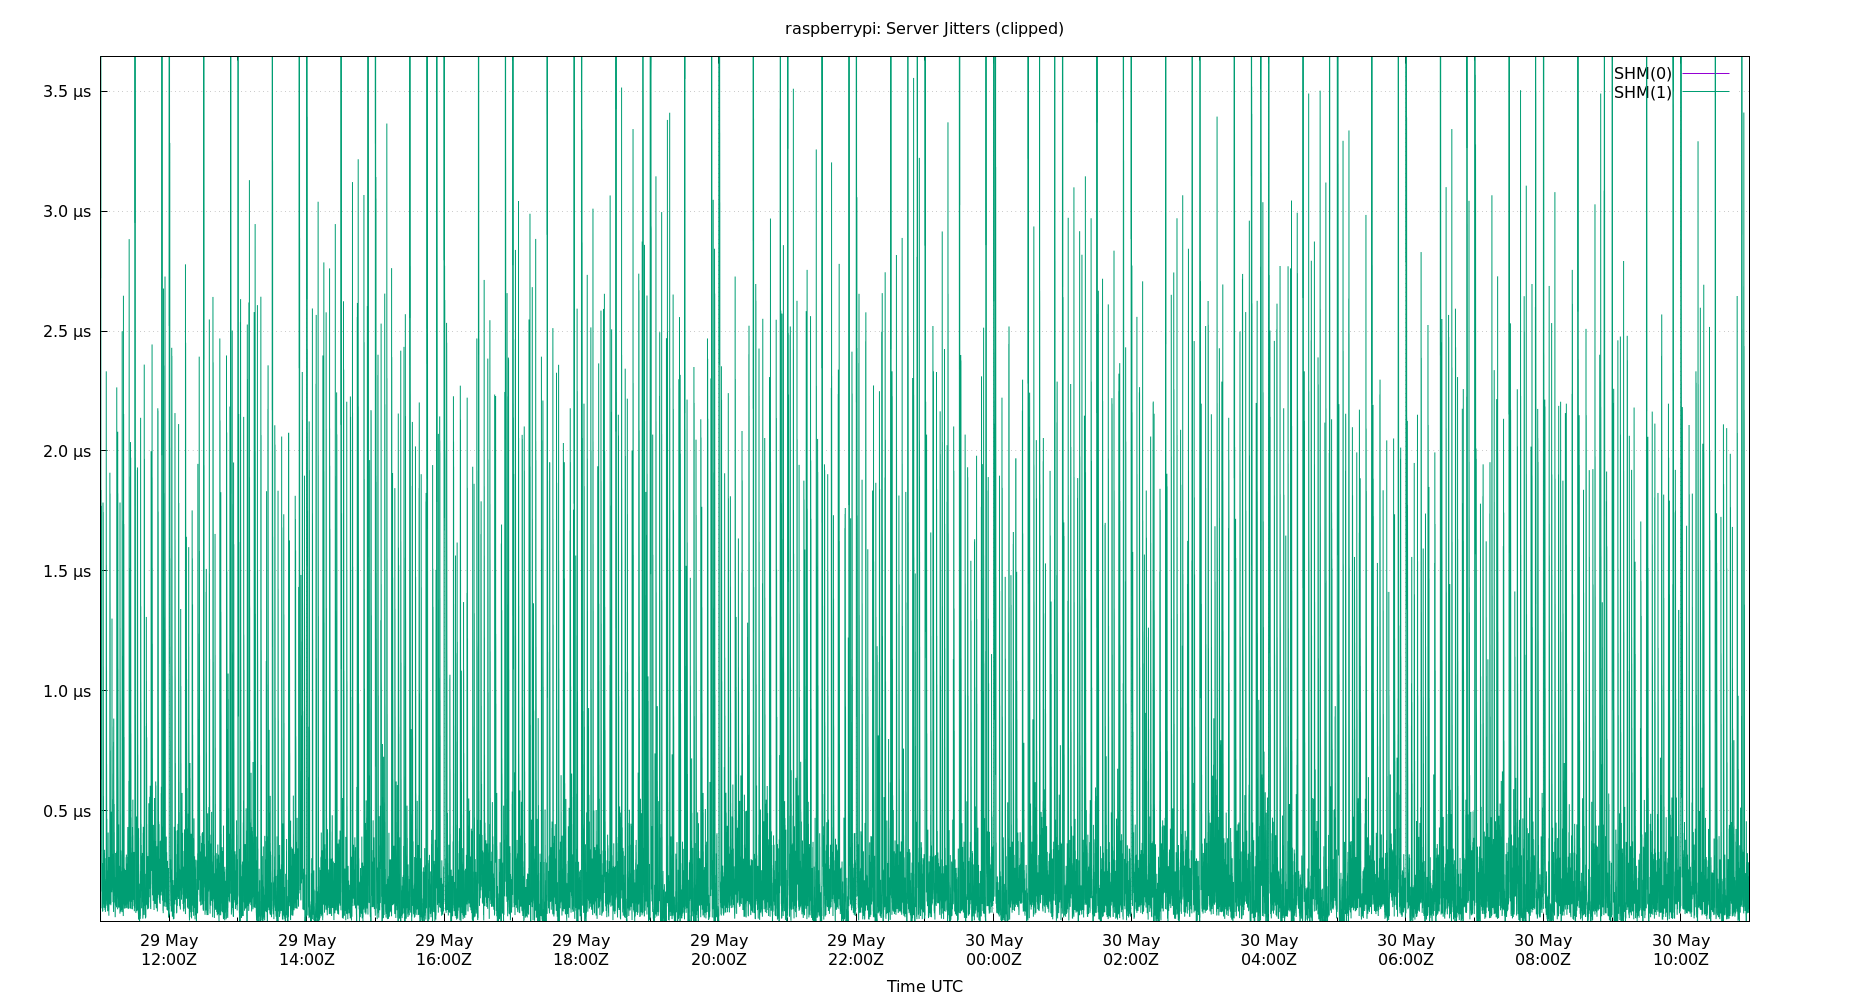 raspberrypi: Server Jitters (clipped)
SHM(0)
SHM(1)
3.5 µs
3.0 µs
2.5 µs
2.0 µs
1.5 µs
1.0 µs
0.5 µs
29 May 29 May 29 May 29 May 29 May 29 May 30 May 30 May 30 May 30 May 30 May 30 May
12:00Z 14:00Z 16:00Z 18:00Z 20:00Z 22:00Z 00:00Z 02:00Z 04:00Z 06:00Z 08:00Z 10:00Z
Time UTC